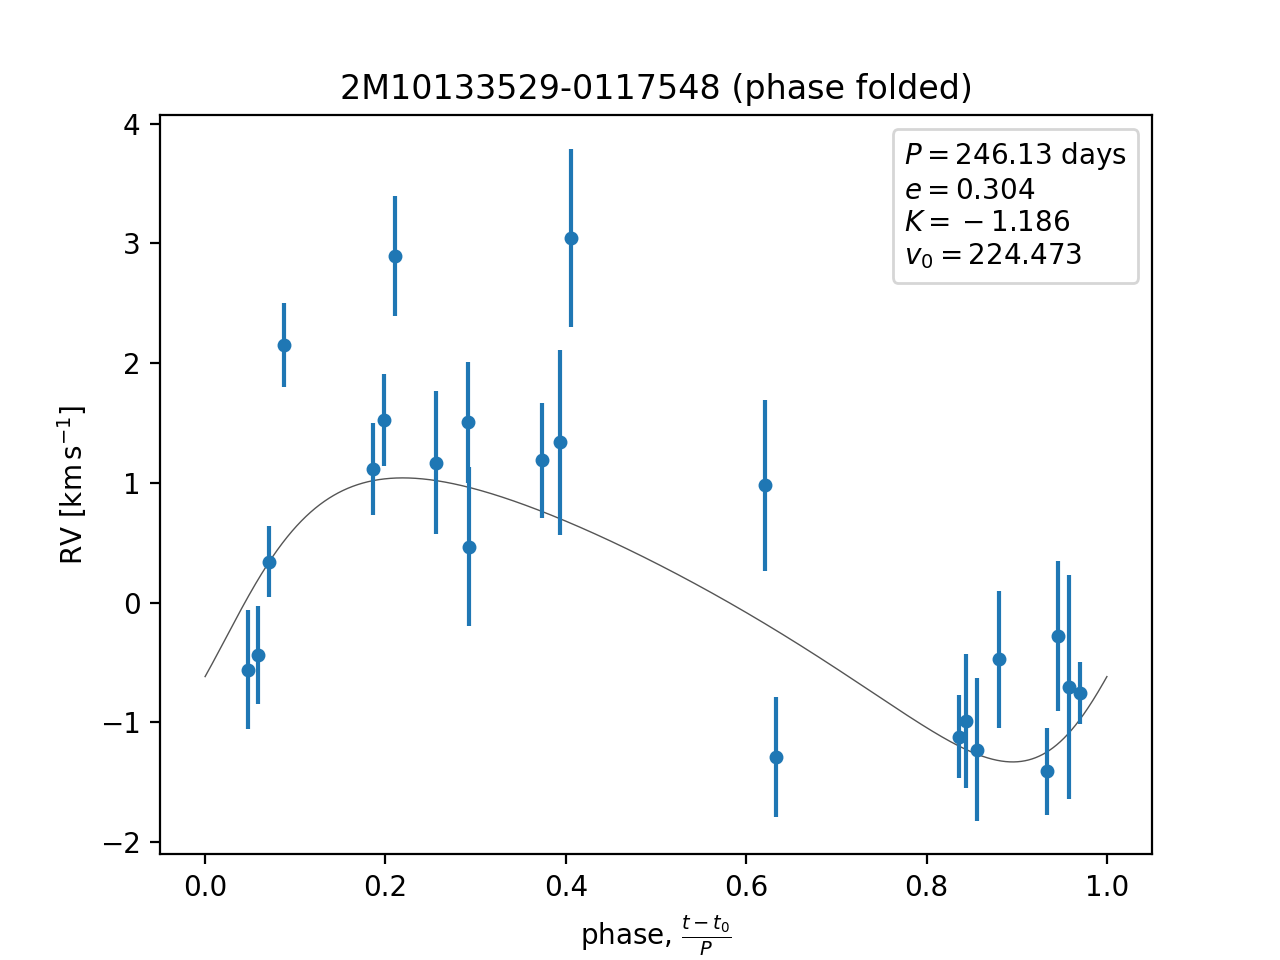 2M10133529-0117548 (phase folded)
P = 246.13 days
e = 0.304
K = − 1.186
v₀ = 224.473
RV [km s⁻¹]
4
3
2
1
0
−1
−2
0.0 0.2 0.4 0.6 0.8 1.0
phase, (t − t₀)/P